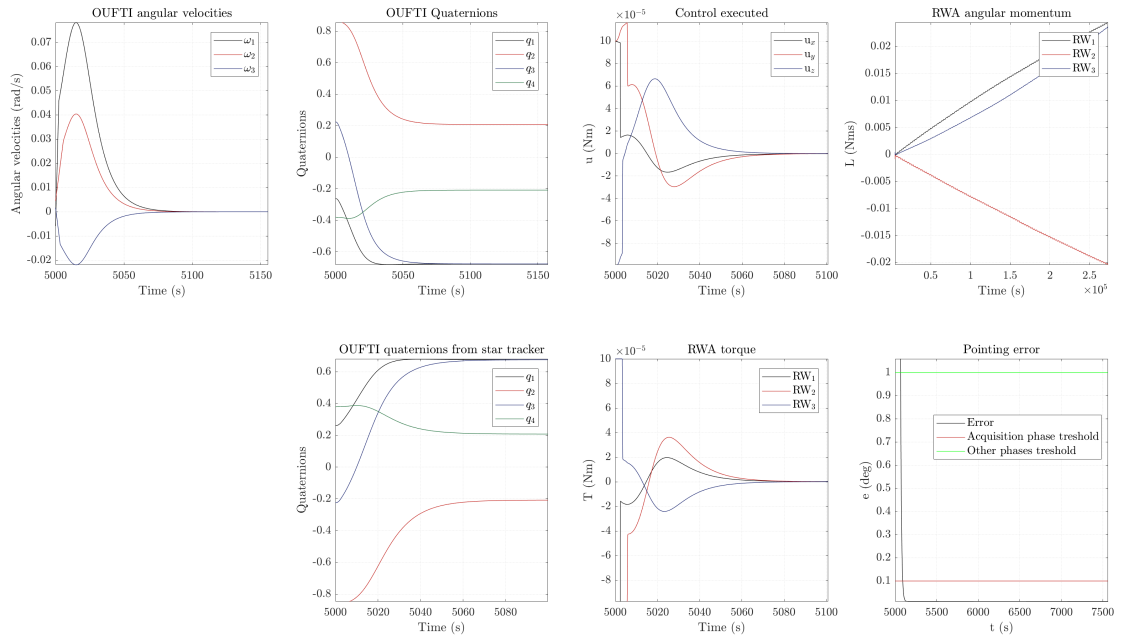 OUFTI angular velocities
0.07
0.06
0.05
0.04
0.03
0.02
0.01
0
-0.01
-0.02
5000
5050
5100
5150
Angular velocities (rad/s)
Time (s)
ω1
ω2
ω3
OUFTI Quaternions
0.8
0.6
0.4
0.2
0
-0.2
-0.4
-0.6
5000
5050
5100
5150
Quaternions
Time (s)
q1
q2
q3
q4
Control executed
×10-5
10
8
6
4
2
0
-2
-4
-6
-8
5000
5020
5040
5060
5080
5100
u (Nm)
Time (s)
ux
uy
uz
RWA angular momentum
0.02
0.015
0.01
0.005
0.000
-0.005
-0.01
-0.015
-0.02
0.5
1
1.5
2
2.5
×105
L (Nms)
Time (s)
RW1
RW2
RW3
OUFTI quaternions from star tracker
0.6
0.4
0.2
0
-0.2
-0.4
-0.6
-0.8
5000
5020
5040
5060
5080
Quaternions
Time (s)
q1
q2
q3
q4
RWA torque
×10-5
10
8
6
4
2
0
-2
-4
-6
-8
5000
5020
5040
5060
5080
5100
T (Nm)
Time (s)
RW1
RW2
RW3
Pointing error
1
0.9
0.8
0.7
0.6
0.5
0.4
0.3
0.2
0.1
5000
5500
6000
6500
7000
7500
e (deg)
t (s)
Error
Acquisition phase treshold
Other phases treshold